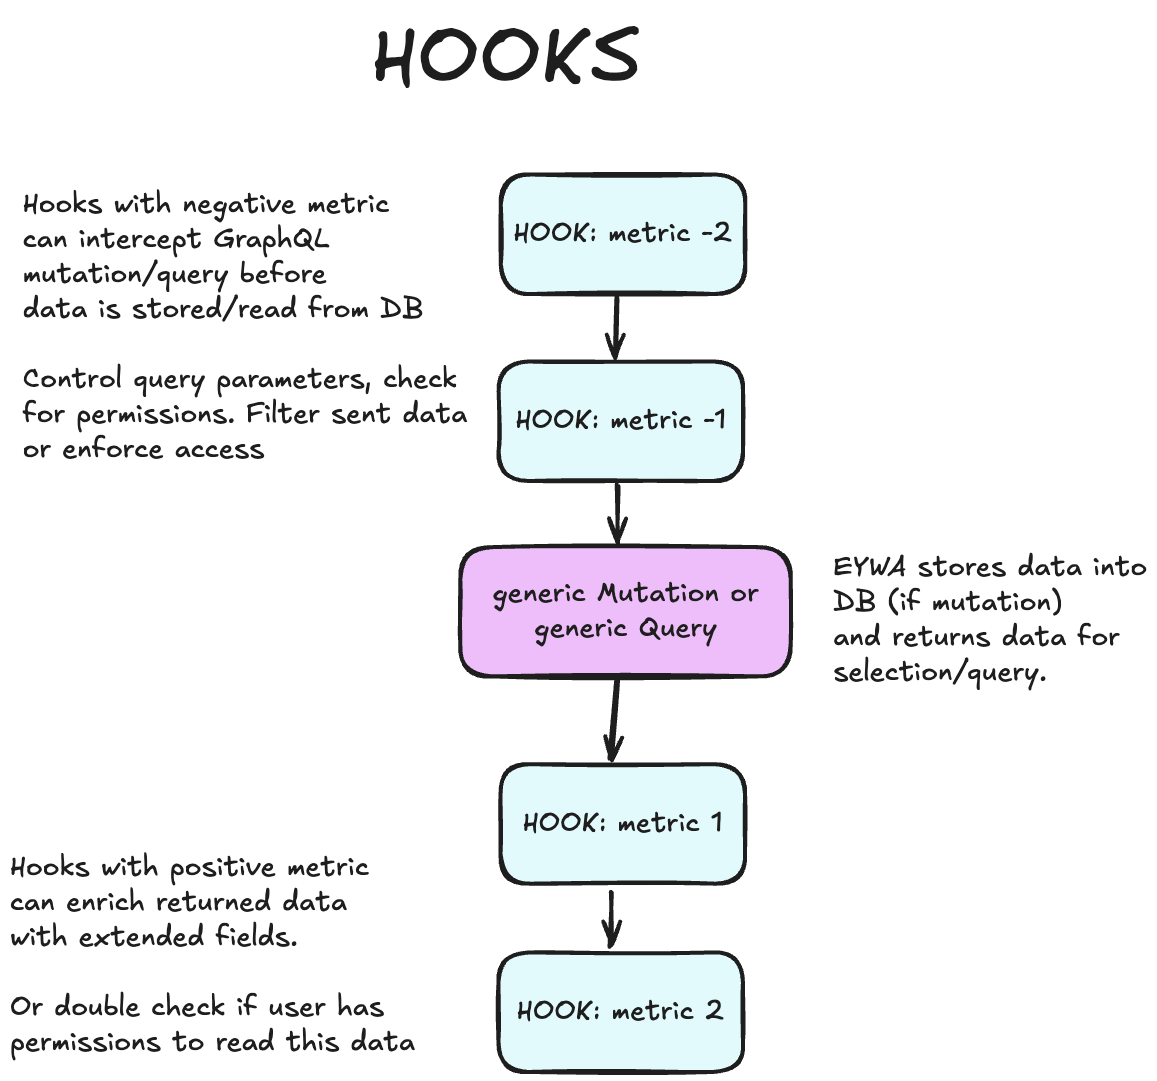 HOOKS
Hooks with negative metric
can intercept GraphQL
mutation/query before
data is stored/read from DB
Control query parameters, check
for permissions. Filter sent data
or enforce access
HOOK: metric -2
HOOK: metric -1
generic Mutation or
generic Query
EYWA stores data into
DB (if mutation)
and returns data for
selection/query.
HOOK: metric 1
Hooks with positive metric
can enrich returned data
with extended fields.
Or double check if user has
permissions to read this data
HOOK: metric 2